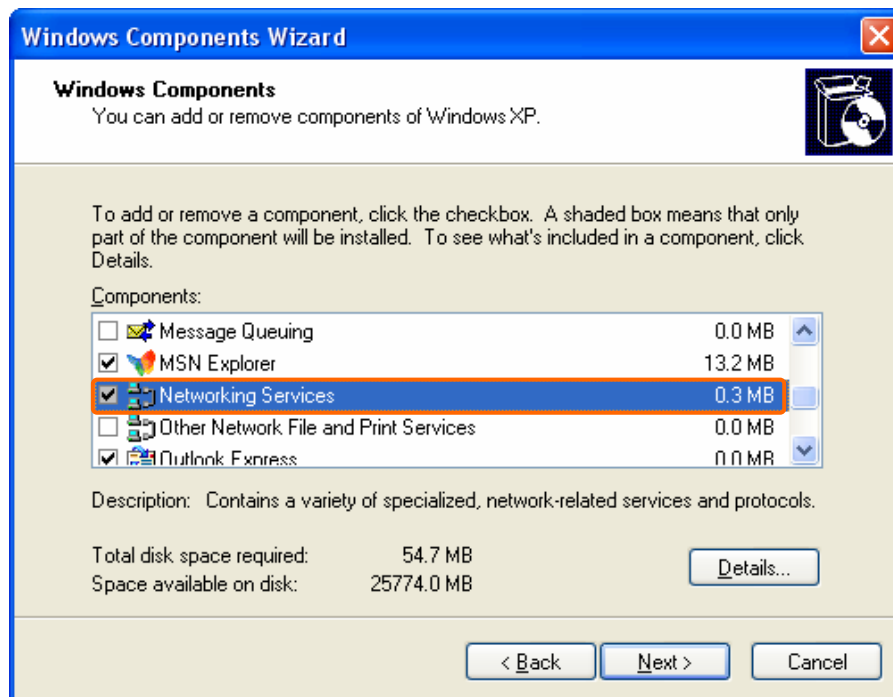 Windows Components Wizard
Windows Components
You can add or remove components of Windows XP.
To add or remove a component, click the checkbox. A shaded box means that only
part of the component will be installed. To see what's included in a component, click
Details.
Components:
Message Queuing 0.0 MB
MSN Explorer 13.2 MB
Networking Services 0.3 MB
Other Network File and Print Services 0.0 MB
Outlook Express 0.0 MB
Description: Contains a variety of specialized, network-related services and protocols.
Total disk space required: 54.7 MB
Space available on disk: 25774.0 MB
Details...
< Back Next > Cancel